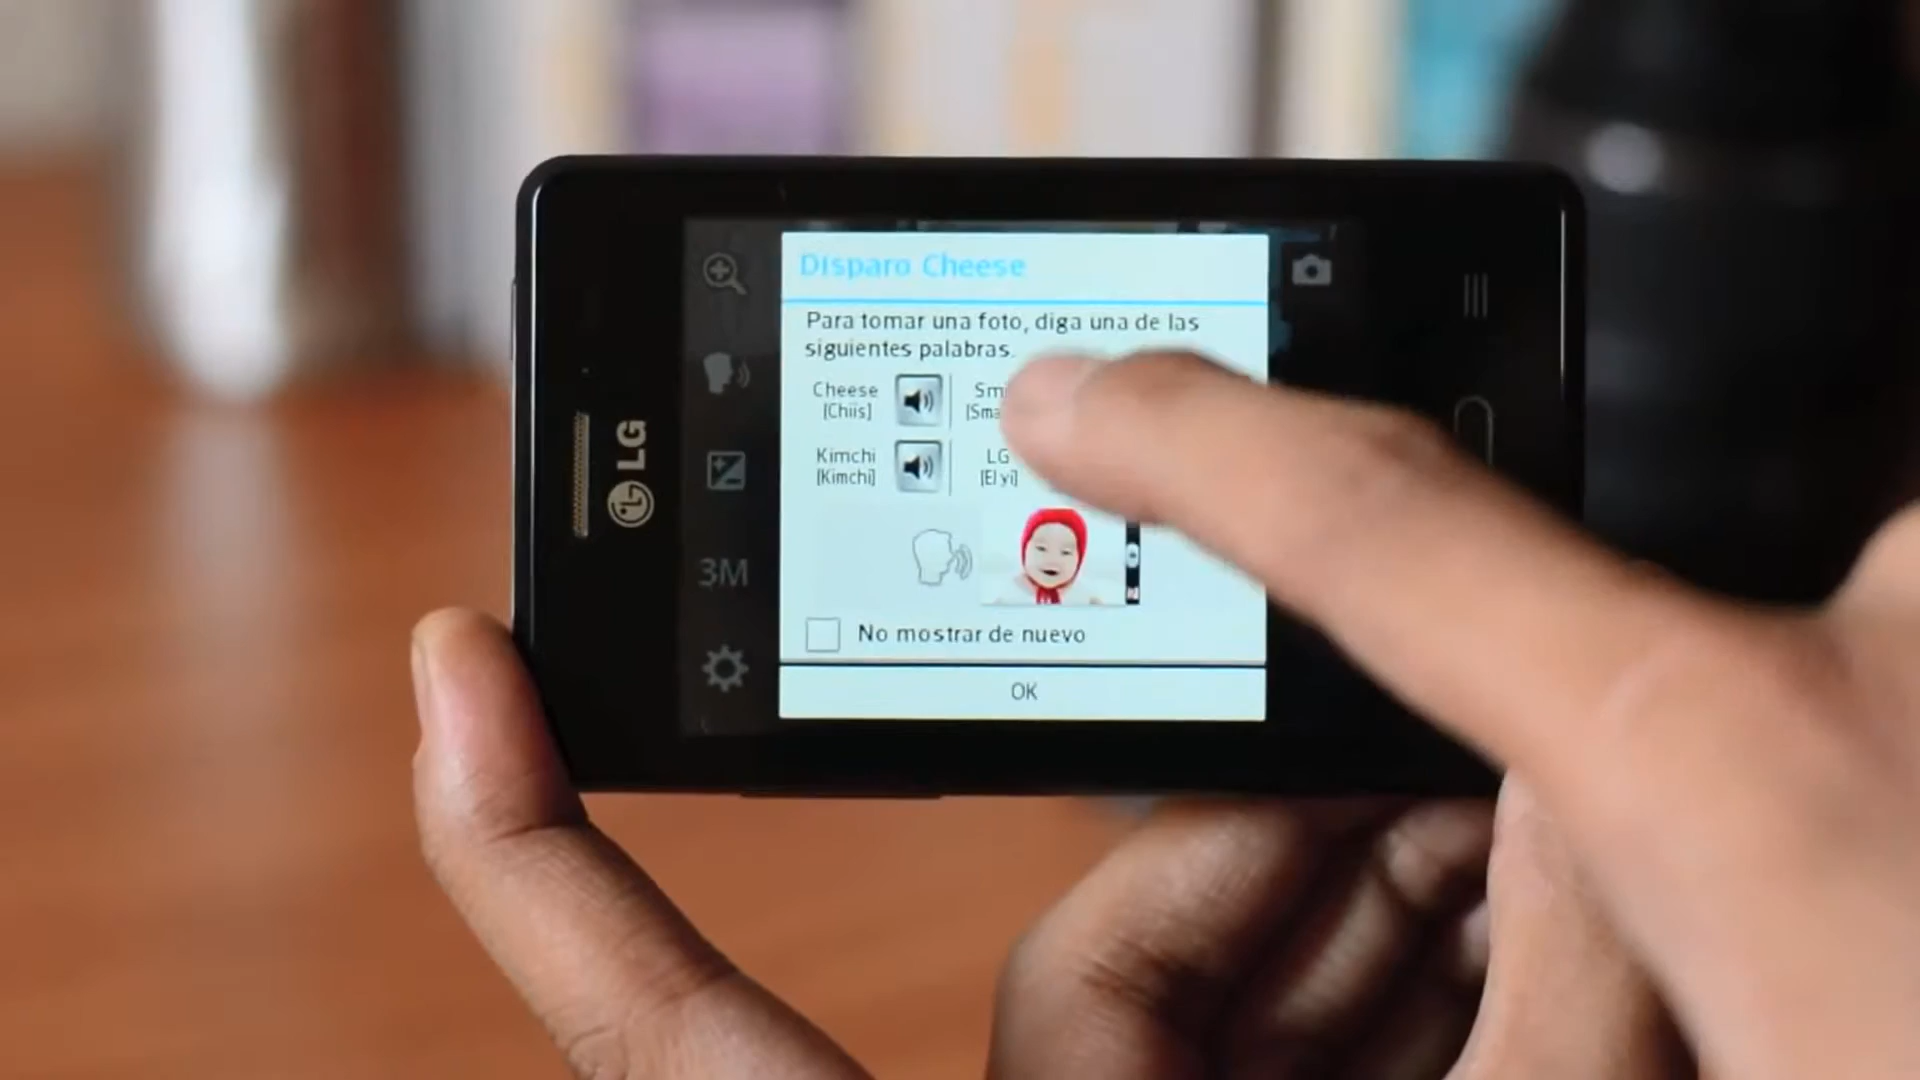 Disparo Cheese
Para tomar una foto, diga una de las
siguientes palabras.
Cheese
[Chiis]
Kimchi
[Kimchi]
LG
[El yi]
No mostrar de nuevo
OK
3M
LG